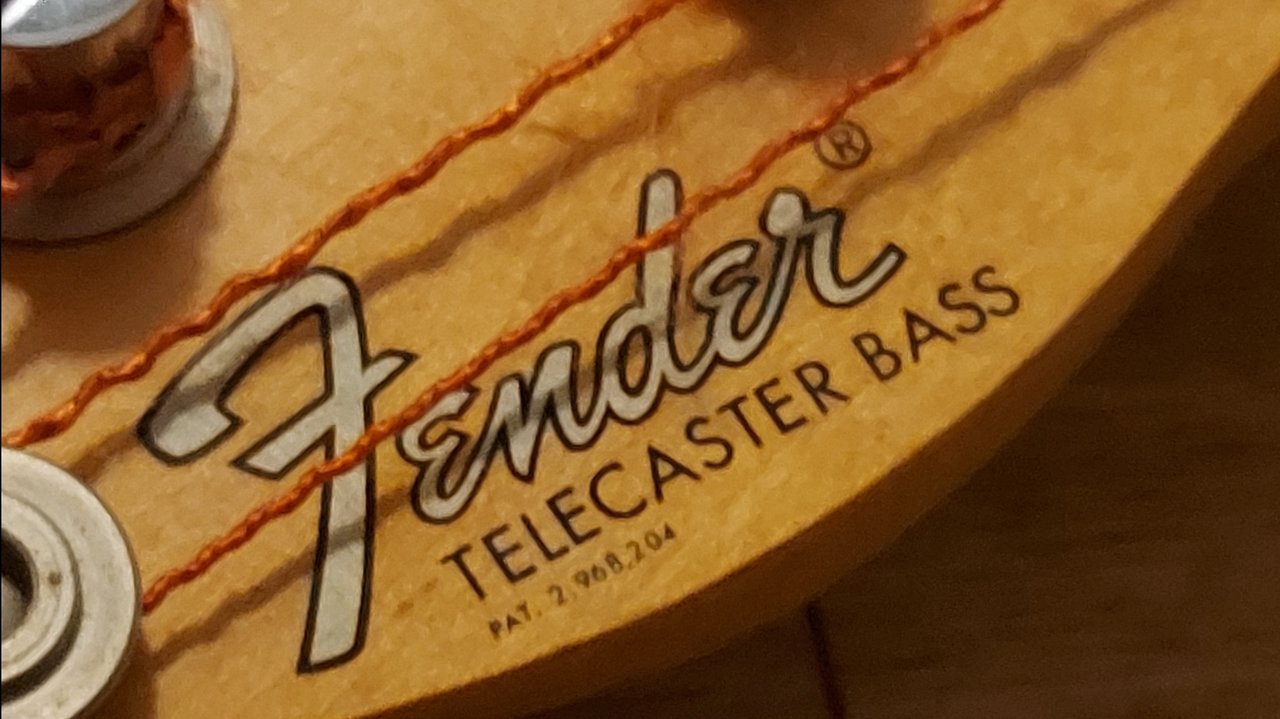 Fender®
TELECASTER BASS
PAT. 2,968,204